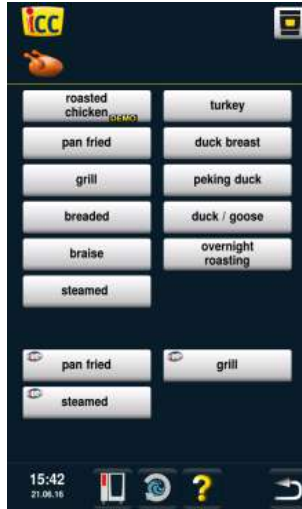 icc
roasted
chicken DEMO
turkey
pan fried
duck breast
grill
peking duck
breaded
duck / goose
braise
overnight
roasting
steamed
pan fried
grill
steamed
15:42
21.06.16
?